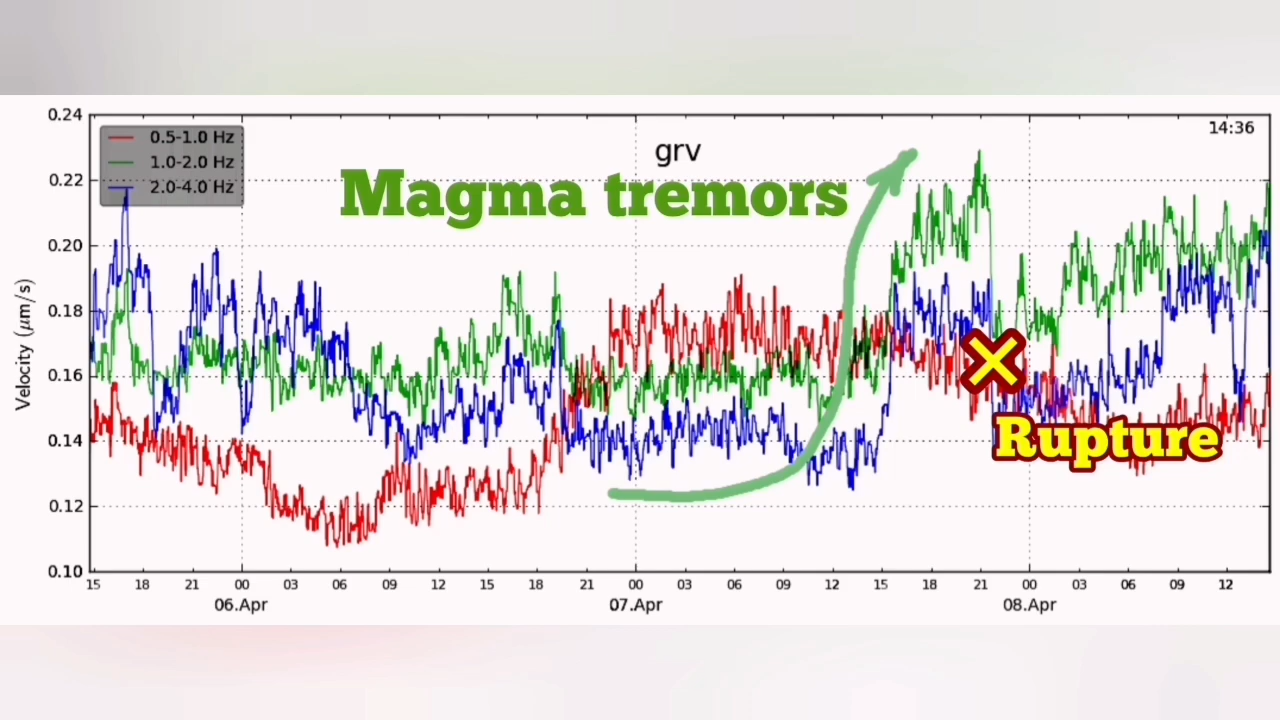 0.24
14:36
0.5-1.0 Hz
1.0-2.0 Hz
2.0-4.0 Hz
grv
Magma tremors
0.22
0.20
0.18
0.16
0.14
0.12
0.10
Velocity (μm/s)
Rupture
15 18 21 00 03 06 09 12 15 18 21 00 03 06 09 12 15 18 21 00 03 06 09 12
06.Apr 07.Apr 08.Apr